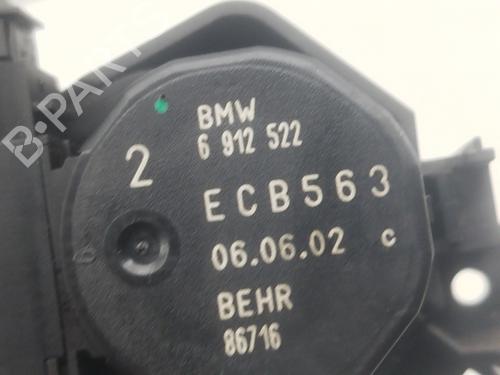 B-PARTS
BMW
6 912 522
2
ECB563
06.06.02 c
BEHR
86716